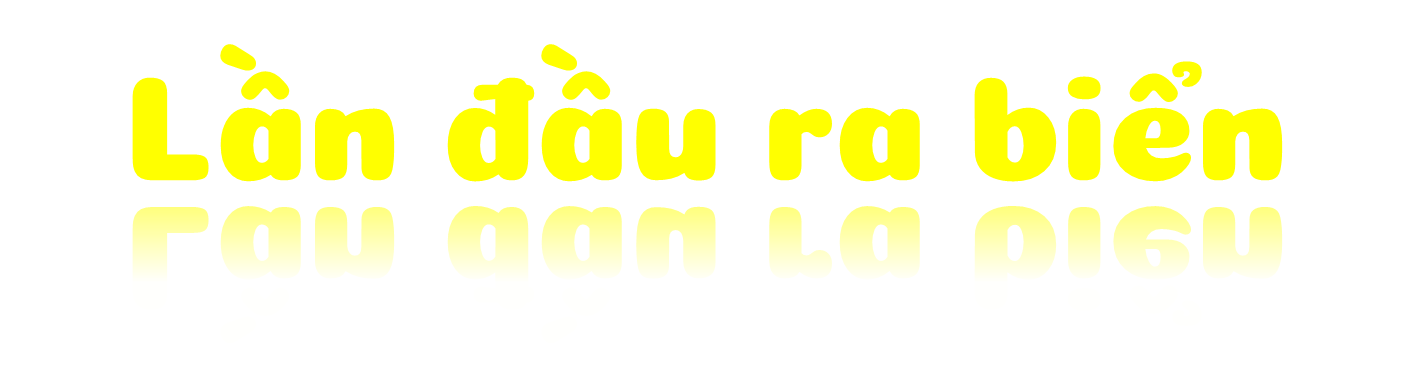 Lần đầu ra biển